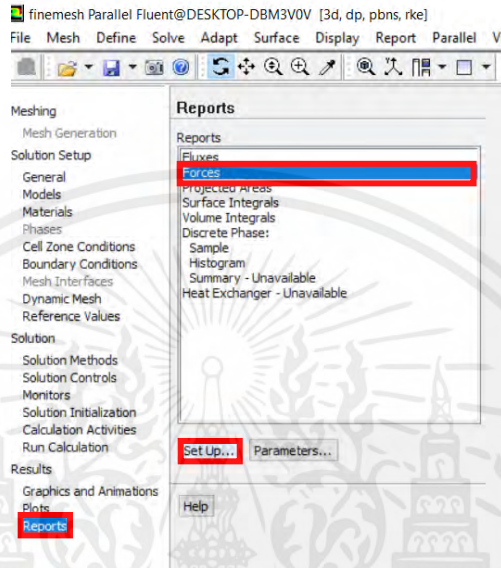 finemesh Parallel Fluent@DESKTOP-DBM3V0V [3d, dp, pbns, rke]
File Mesh Define Solve Adapt Surface Display Report Parallel V
Meshing
Mesh Generation
Solution Setup
General
Models
Materials
Phases
Cell Zone Conditions
Boundary Conditions
Mesh Interfaces
Dynamic Mesh
Reference Values
Solution
Solution Methods
Solution Controls
Monitors
Solution Initialization
Calculation Activities
Run Calculation
Results
Graphics and Animations
Plots
Reports
Reports
Reports
Fluxes
Forces
Projected Areas
Surface Integrals
Volume Integrals
Discrete Phase:
Sample
Histogram
Summary - Unavailable
Heat Exchanger - Unavailable
Set Up... Parameters...
Help